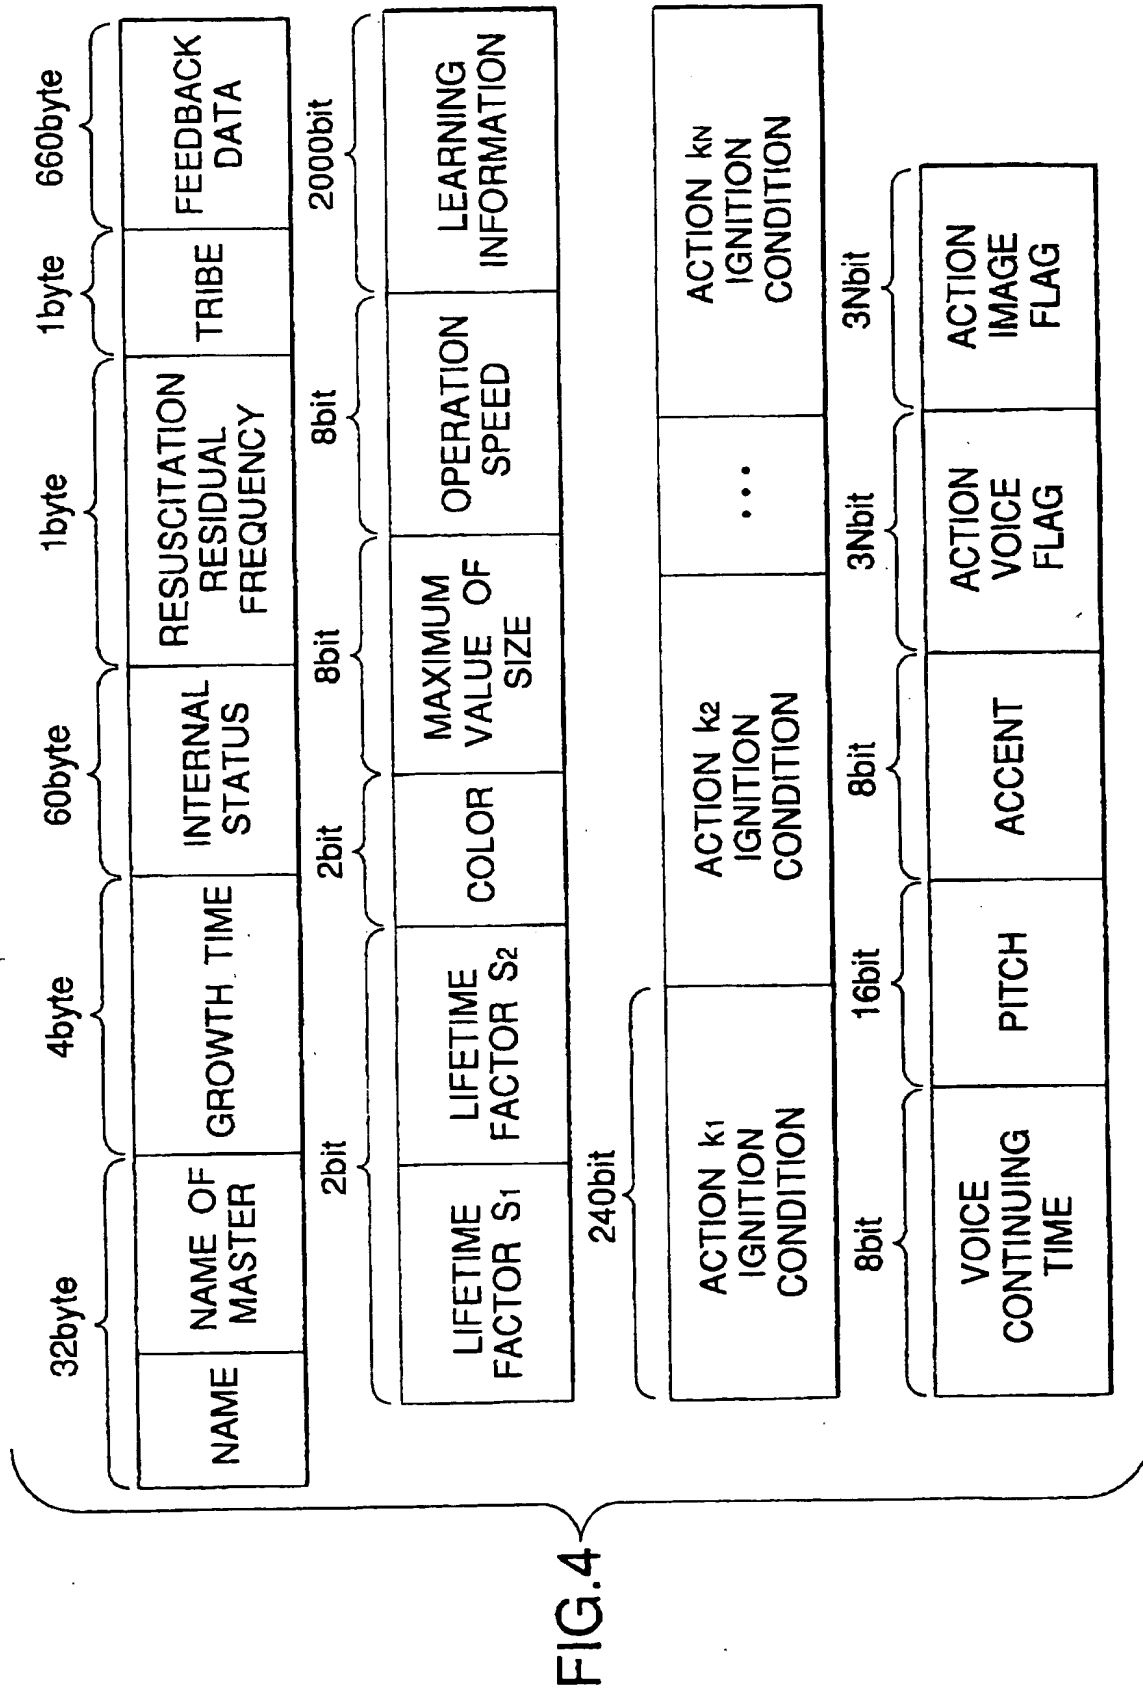 FIG.4
32byte
4byte
60byte
1byte
1byte
660byte
NAME
NAME OF
MASTER
GROWTH TIME
INTERNAL
STATUS
RESUSCITATION
RESIDUAL
FREQUENCY
TRIBE
FEEDBACK
DATA
2bit
2bit
8bit
8bit
2000bit
LIFETIME
FACTOR S1
LIFETIME
FACTOR S2
COLOR
MAXIMUM
VALUE OF
SIZE
OPERATION
SPEED
LEARNING
INFORMATION
240bit
ACTION k1
IGNITION
CONDITION
ACTION k2
IGNITION
CONDITION
...
ACTION kN
IGNITION
CONDITION
8bit
16bit
8bit
3Nbit
3Nbit
VOICE
CONTINUING
TIME
PITCH
ACCENT
ACTION
VOICE
FLAG
ACTION
IMAGE
FLAG